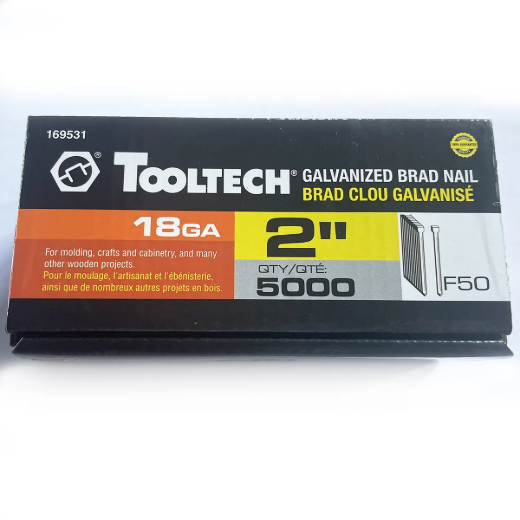 169531
TOOLTECH®
GALVANIZED BRAD NAIL
BRAD CLOU GALVANISÉ
18GA
For molding, crafts and cabinetry, and many
other wooden projects.
Pour le moulage, l'artisanat et l'ébénisterie,
ainsi que de nombreux autres projets en bois.
2"
QTY/QTÉ:
5000
F50